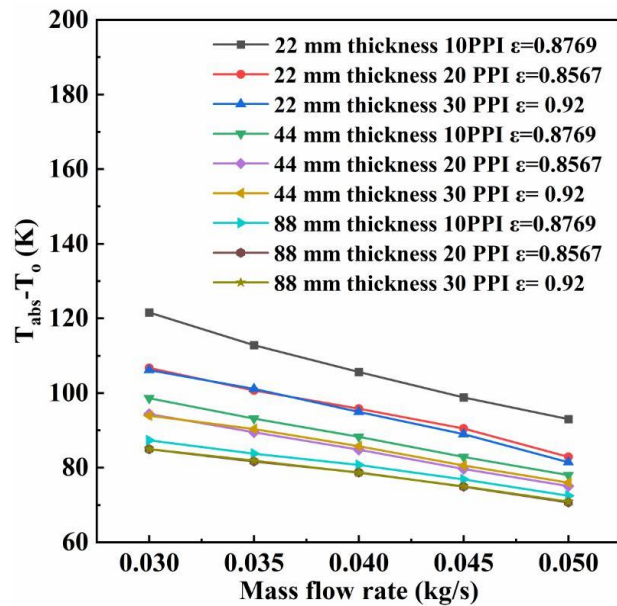 200
180
160
140
120
100
80
60
T_abs-T_o (K)
22 mm thickness 10PPI ε=0.8769
22 mm thickness 20 PPI ε=0.8567
22 mm thickness 30 PPI ε= 0.92
44 mm thickness 10PPI ε=0.8769
44 mm thickness 20 PPI ε=0.8567
44 mm thickness 30 PPI ε= 0.92
88 mm thickness 10PPI ε=0.8769
88 mm thickness 20 PPI ε=0.8567
88 mm thickness 30 PPI ε= 0.92
0.030 0.035 0.040 0.045 0.050
Mass flow rate (kg/s)